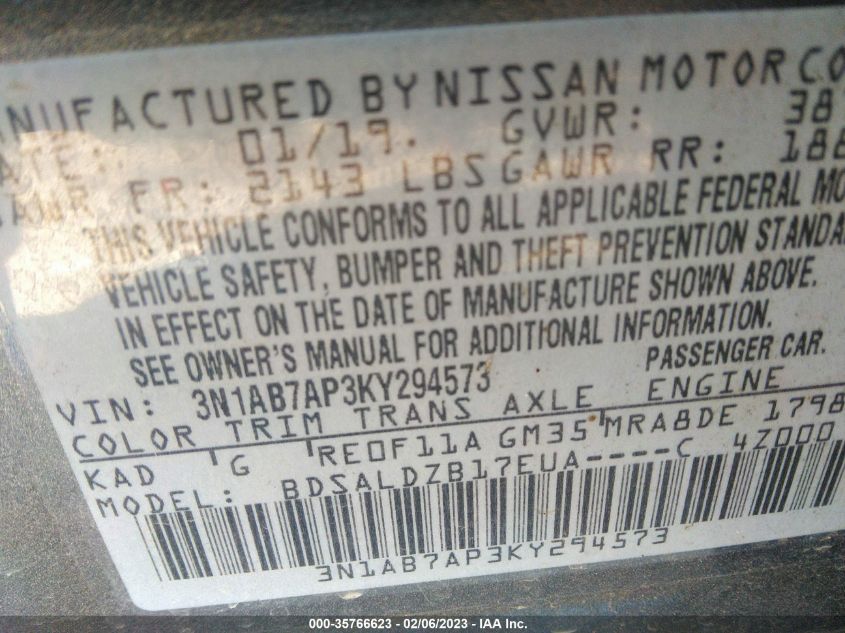 MANUFACTURED BY NISSAN MOTOR CO
DATE: 01/19. GVWR: 38
GAWR FR: 2143 LBS GAWR RR: 188
THIS VEHICLE CONFORMS TO ALL APPLICABLE FEDERAL MO
VEHICLE SAFETY, BUMPER AND THEFT PREVENTION STANDA
IN EFFECT ON THE DATE OF MANUFACTURE SHOWN ABOVE.
SEE OWNER'S MANUAL FOR ADDITIONAL INFORMATION.
VIN: 3N1AB7AP3KY294573 PASSENGER CAR.
COLOR TRIM TRANS AXLE ENGINE
KAD G RE0F11A GM35 MRA8DE 1798
MODEL: BDSALDZB17EUA----C 4Z000
3N1AB7AP3KY294573
000-35766623 - 02/06/2023 - © IAA Inc.